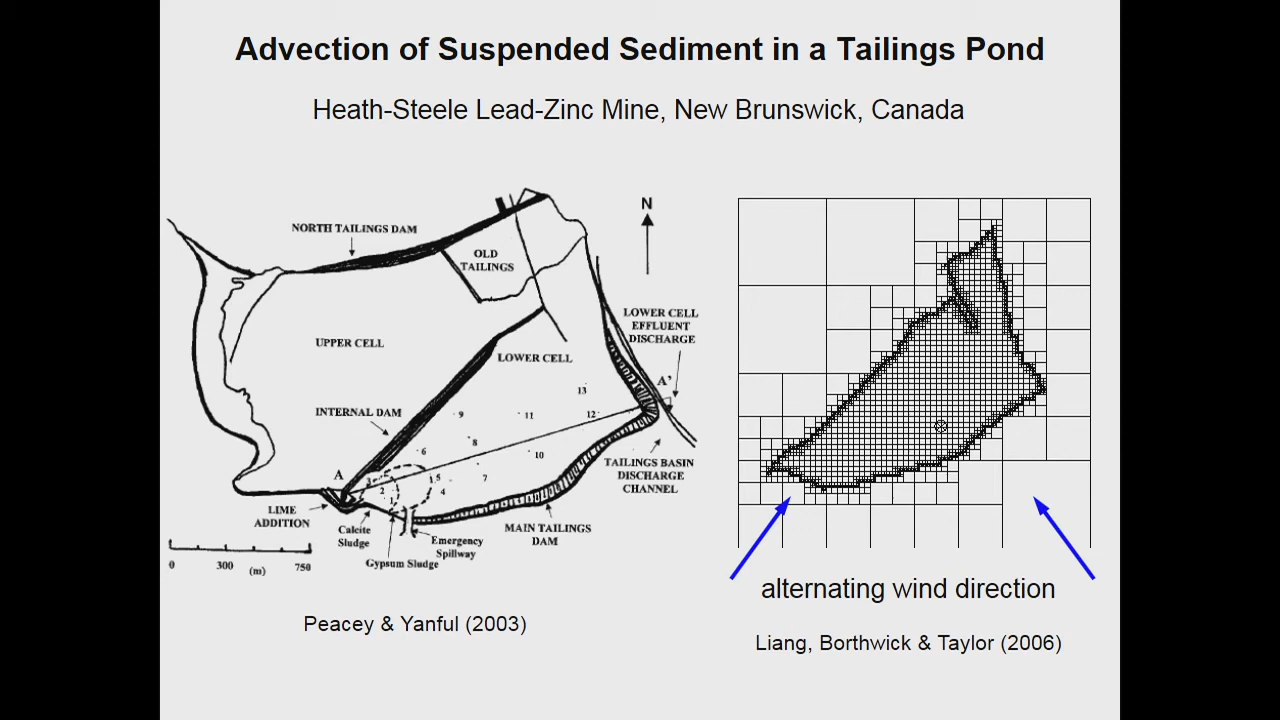 Advection of Suspended Sediment in a Tailings Pond
Heath-Steele Lead-Zinc Mine, New Brunswick, Canada
NORTH TAILINGS DAM
OLD
TAILINGS
N
LOWER CELL
EFFLUENT
DISCHARGE
UPPER CELL
LOWER CELL
A'
13
INTERNAL DAM
9
11
12
8
6
10
TAILINGS BASIN
DISCHARGE
CHANNEL
A
3
2
1
1
5
4
7
LIME
ADDITION
Calcite
Sludge
Gypsum Sludge
Emergency
Spillway
MAIN TAILINGS
DAM
0
300
(m)
750
alternating wind direction
Peacey & Yanful (2003)
Liang, Borthwick & Taylor (2006)